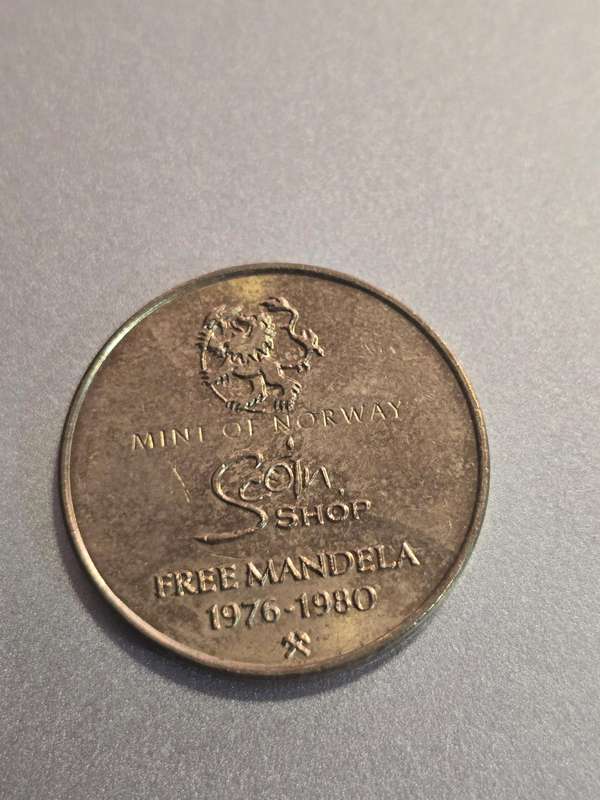 MINT OF NORWAY
Scoin
SHOP
FREE MANDELA
1976-1980